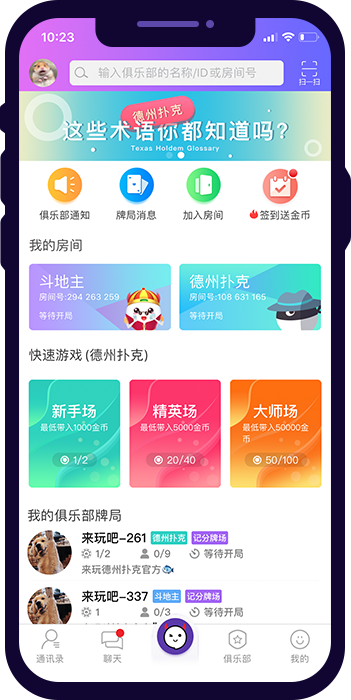 10:23
输入俱乐部的名称/ID或房间号
扫一扫
德州扑克
这些术语你都知道吗?
Texas Holdem Glossary
俱乐部通知
牌局消息
加入房间
签到送金币
我的房间
斗地主
房间号:294 263 259
等待开局
德州扑克
房间号:108 631 165
等待开局
快速游戏 (德州扑克)
新手场
最低带入1000金币
1/2
精英场
最低带入5000金币
20/40
大师场
最低带入50000金币
50/100
我的俱乐部牌局
来玩吧-261 德州扑克 记分牌场
1/2 0/9 等待开局
来玩德州扑克官方
来玩吧-337 斗地主 记分牌场
1 0/3 等待开局
通讯录
聊天
俱乐部
我的